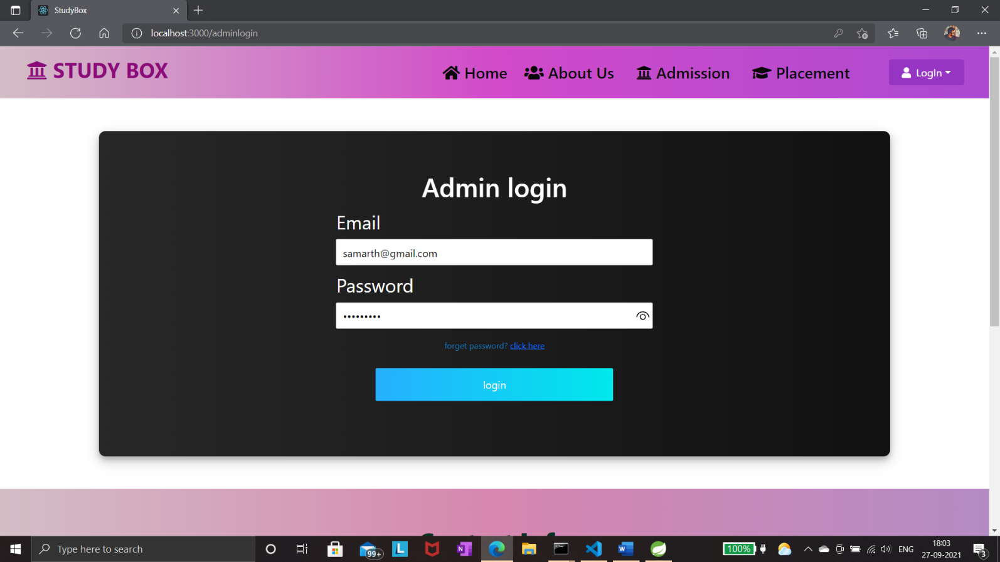 StudyBox
localhost:3000/adminlogin
STUDY BOX
Home
About Us
Admission
Placement
LogIn
Admin login
Email
samarth@gmail.com
Password
•••••••••
forget password? click here
login
Type here to search
99+
L
N
W
100%
ENG
18:03
27-09-2021
3